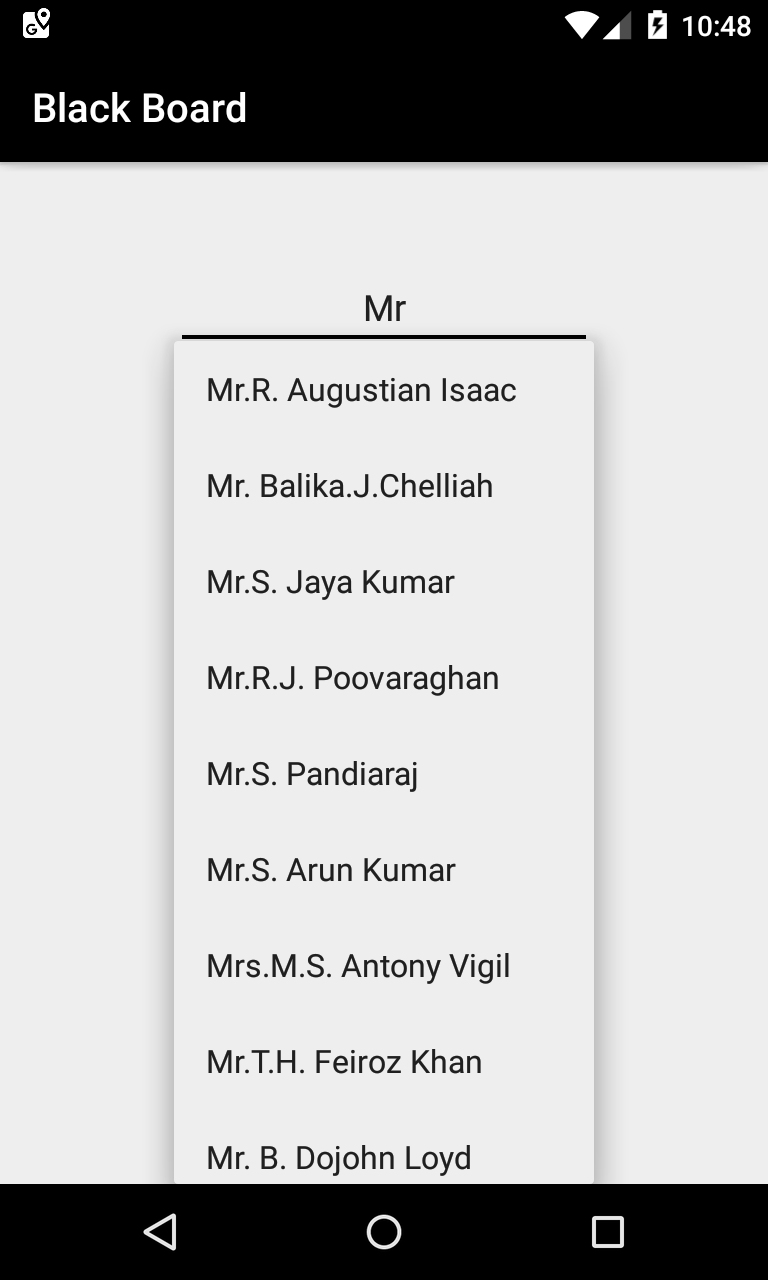 10:48
Black Board
Mr
Mr.R. Augustian Isaac
Mr. Balika.J.Chelliah
Mr.S. Jaya Kumar
Mr.R.J. Poovaraghan
Mr.S. Pandiaraj
Mr.S. Arun Kumar
Mrs.M.S. Antony Vigil
Mr.T.H. Feiroz Khan
Mr. B. Dojohn Loyd